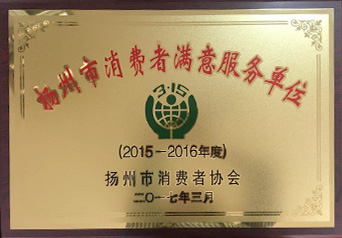 扬州市消费者满意服务单位
3·15
(2015－2016年度)
扬州市消费者协会
二〇一七年三月